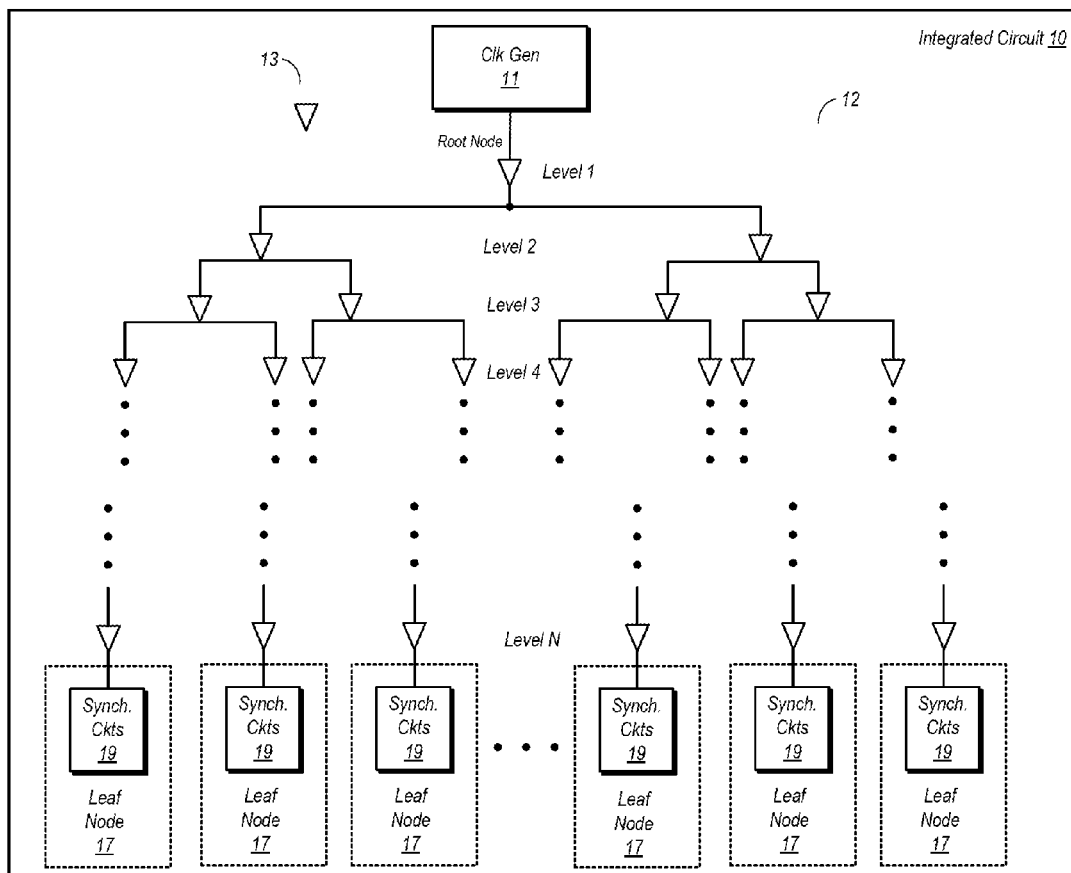 Integrated Circuit 10
13
Clk Gen
11
12
Root Node
Level 1
Level 2
Level 3
Level 4
Level N
Synch.
Ckts
19
Leaf
Node
17
Synch.
Ckts
19
Leaf
Node
17
Synch.
Ckts
19
Leaf
Node
17
Synch.
Ckts
19
Leaf
Node
17
Synch.
Ckts
19
Leaf
Node
17
Synch.
Ckts
19
Leaf
Node
17